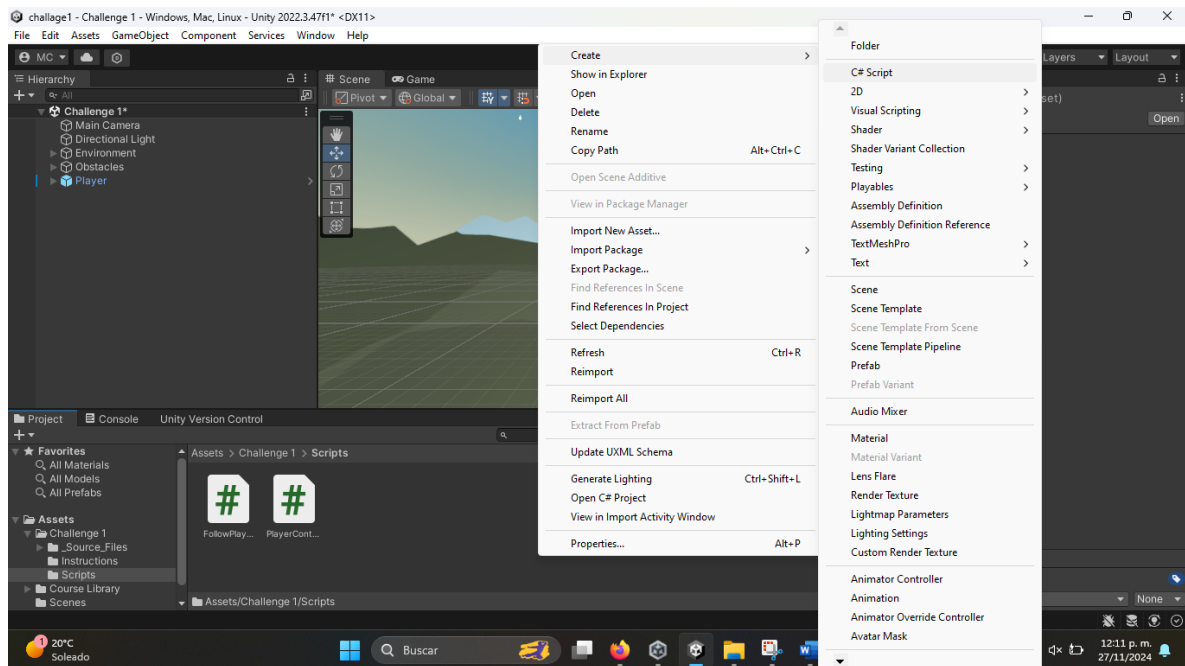 challage1 - Challenge 1 - Windows, Mac, Linux - Unity 2022.3.47f1* <DX11>
File Edit Assets GameObject Component Services Window Help
MC
Layers Layout
Hierarchy
All
Challenge 1*
Main Camera
Directional Light
Environment
Obstacles
Player
Scene Game
Pivot Global
Open
Create
Show in Explorer
Open
Delete
Rename
Copy Path Alt+Ctrl+C
Open Scene Additive
View in Package Manager
Import New Asset...
Import Package
Export Package...
Find References In Scene
Find References In Project
Select Dependencies
Refresh Ctrl+R
Reimport
Reimport All
Extract From Prefab
Update UXML Schema
Generate Lighting Ctrl+Shift+L
Open C# Project
View in Import Activity Window
Properties... Alt+P
Folder
C# Script
2D
Visual Scripting
Shader
Shader Variant Collection
Testing
Playables
Assembly Definition
Assembly Definition Reference
TextMeshPro
Text
Scene
Scene Template
Scene Template From Scene
Scene Template Pipeline
Prefab
Prefab Variant
Audio Mixer
Material
Material Variant
Lens Flare
Render Texture
Lightmap Parameters
Lighting Settings
Custom Render Texture
Animator Controller
Animation
Animator Override Controller
Avatar Mask
Project Console Unity Version Control
Favorites
All Materials
All Models
All Prefabs
Assets
Challenge 1
_Source_Files
Instructions
Scripts
Course Library
Scenes
Assets > Challenge 1 > Scripts
# #
FollowPlay... PlayerCont...
Assets/Challenge 1/Scripts
None
1
20°C
Soleado
Buscar
12:11 p. m.
27/11/2024